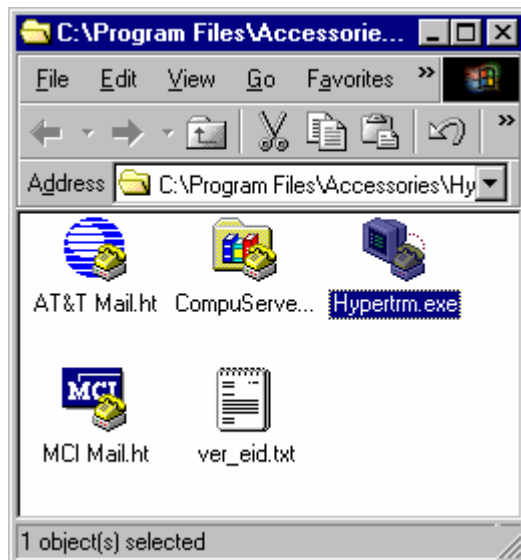 C:\Program Files\Accessorie...
File Edit View Go Favorites »
»
Address C:\Program Files\Accessories\Hy
AT&T Mail.ht CompuServe... Hypertrm.exe
MCI
MCI Mail.ht ver_eid.txt
1 object(s) selected